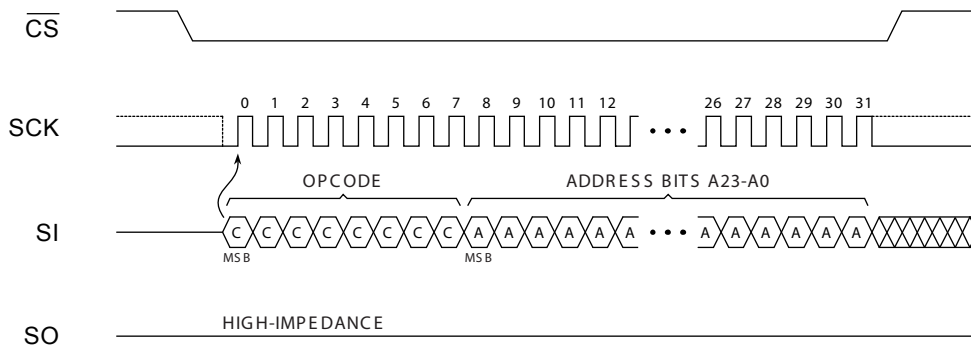 CS
0 1 2 3 4 5 6 7 8 9 10 11 12 26 27 28 29 30 31
SCK • • •
OPCODE ADDRESS BITS A23-A0
SI C C C C C C C C A A A A A A • • • A A A A A A
MSB MSB
HIGH-IMPEDANCE
SO